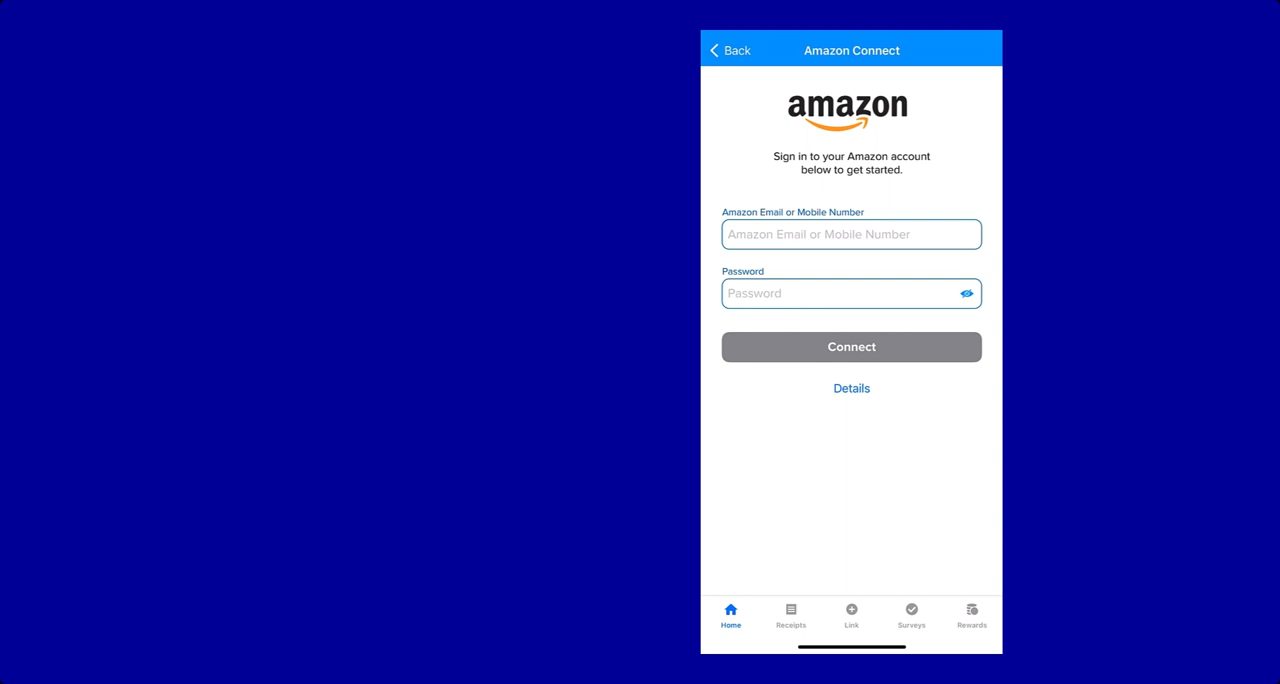 Back
Amazon Connect
amazon
Sign in to your Amazon account
below to get started.
Amazon Email or Mobile Number
Amazon Email or Mobile Number
Password
Password
Connect
Details
Home
Receipts
Link
Surveys
Rewards